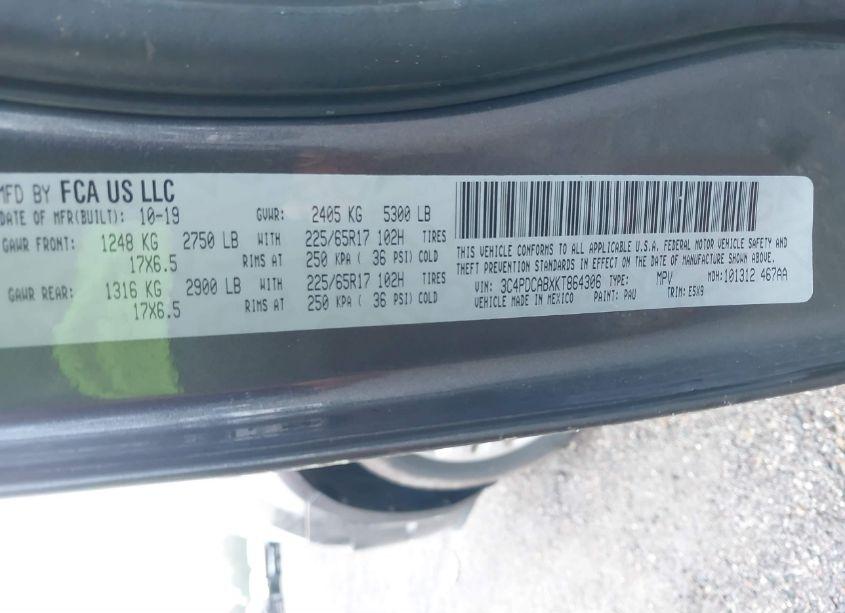 MFD BY FCA US LLC
DATE OF MFR(BUILT): 10-19 GVWR: 2405 KG 5300 LB
GAWR FRONT: 1248 KG 2750 LB WITH 225/65R17 102H TIRES
17X6.5 RIMS AT 250 KPA ( 36 PSI) COLD
GAWR REAR: 1316 KG 2900 LB WITH 225/65R17 102H TIRES
17X6.5 RIMS AT 250 KPA ( 36 PSI) COLD
THIS VEHICLE CONFORMS TO ALL APPLICABLE U.S.A. FEDERAL MOTOR VEHICLE SAFETY AND
THEFT PREVENTION STANDARDS IN EFFECT ON THE DATE OF MANUFACTURE SHOWN ABOVE.
VIN: 3C4PDCABXKT864306 TYPE: MPV MDH:101312 467AA
VEHICLE MADE IN MEXICO PAINT: PAU TRIM: E5X9